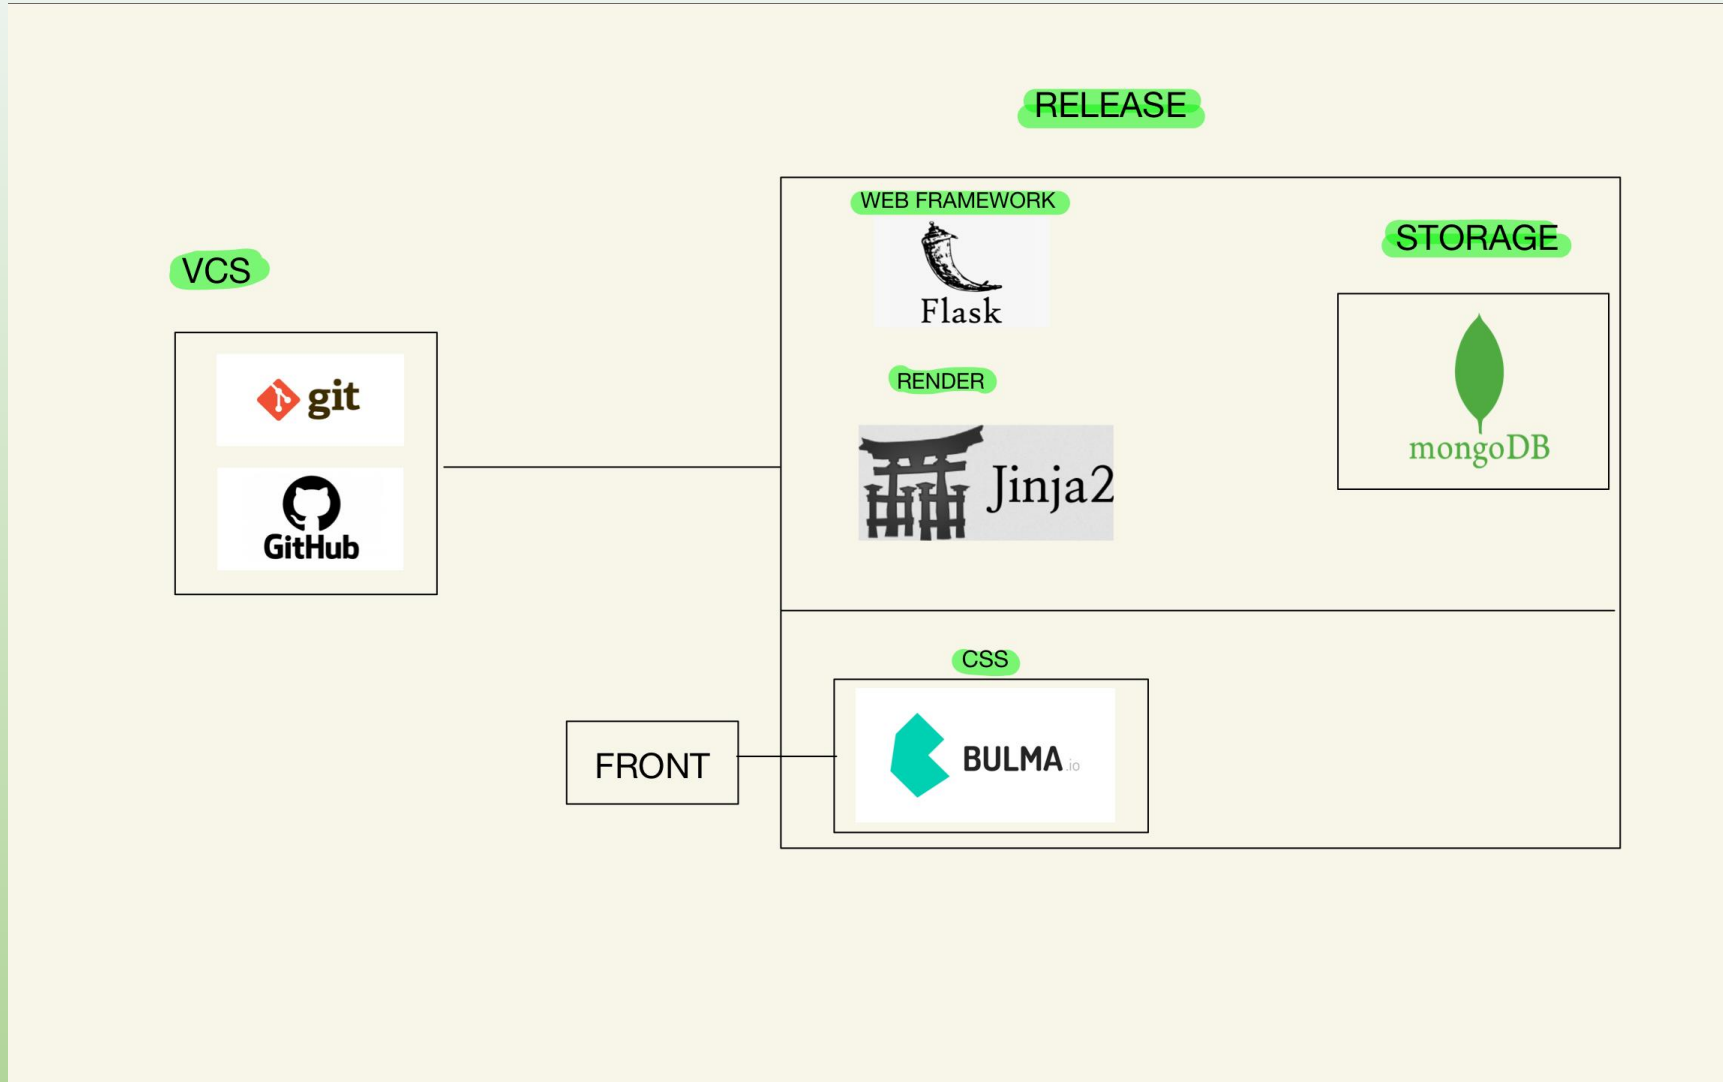 RELEASE
WEB FRAMEWORK
Flask
STORAGE
VCS
git
GitHub
RENDER
Jinja2
mongoDB
CSS
FRONT
BULMA.io